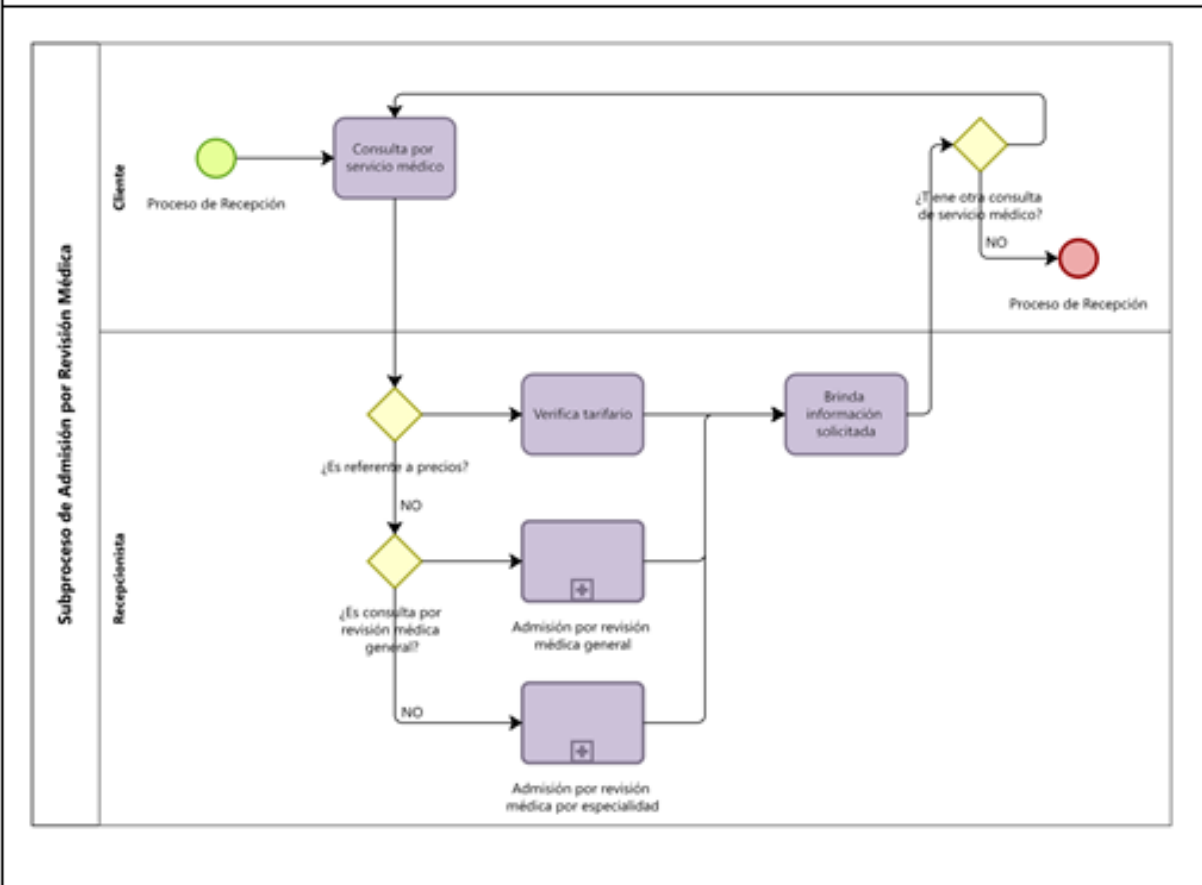 Subproceso de Admisión por Revisión Médica
Cliente
Proceso de Recepción
Consulta por
servicio médico
¿Tiene otra consulta
de servicio médico?
NO
Proceso de Recepción
Recepcionista
¿Es referente a precios?
Verifica tarifario
Brinda
información
solicitada
NO
¿Es consulta por
revisión médica
general?
Admisión por revisión
médica general
NO
Admisión por revisión
médica por especialidad